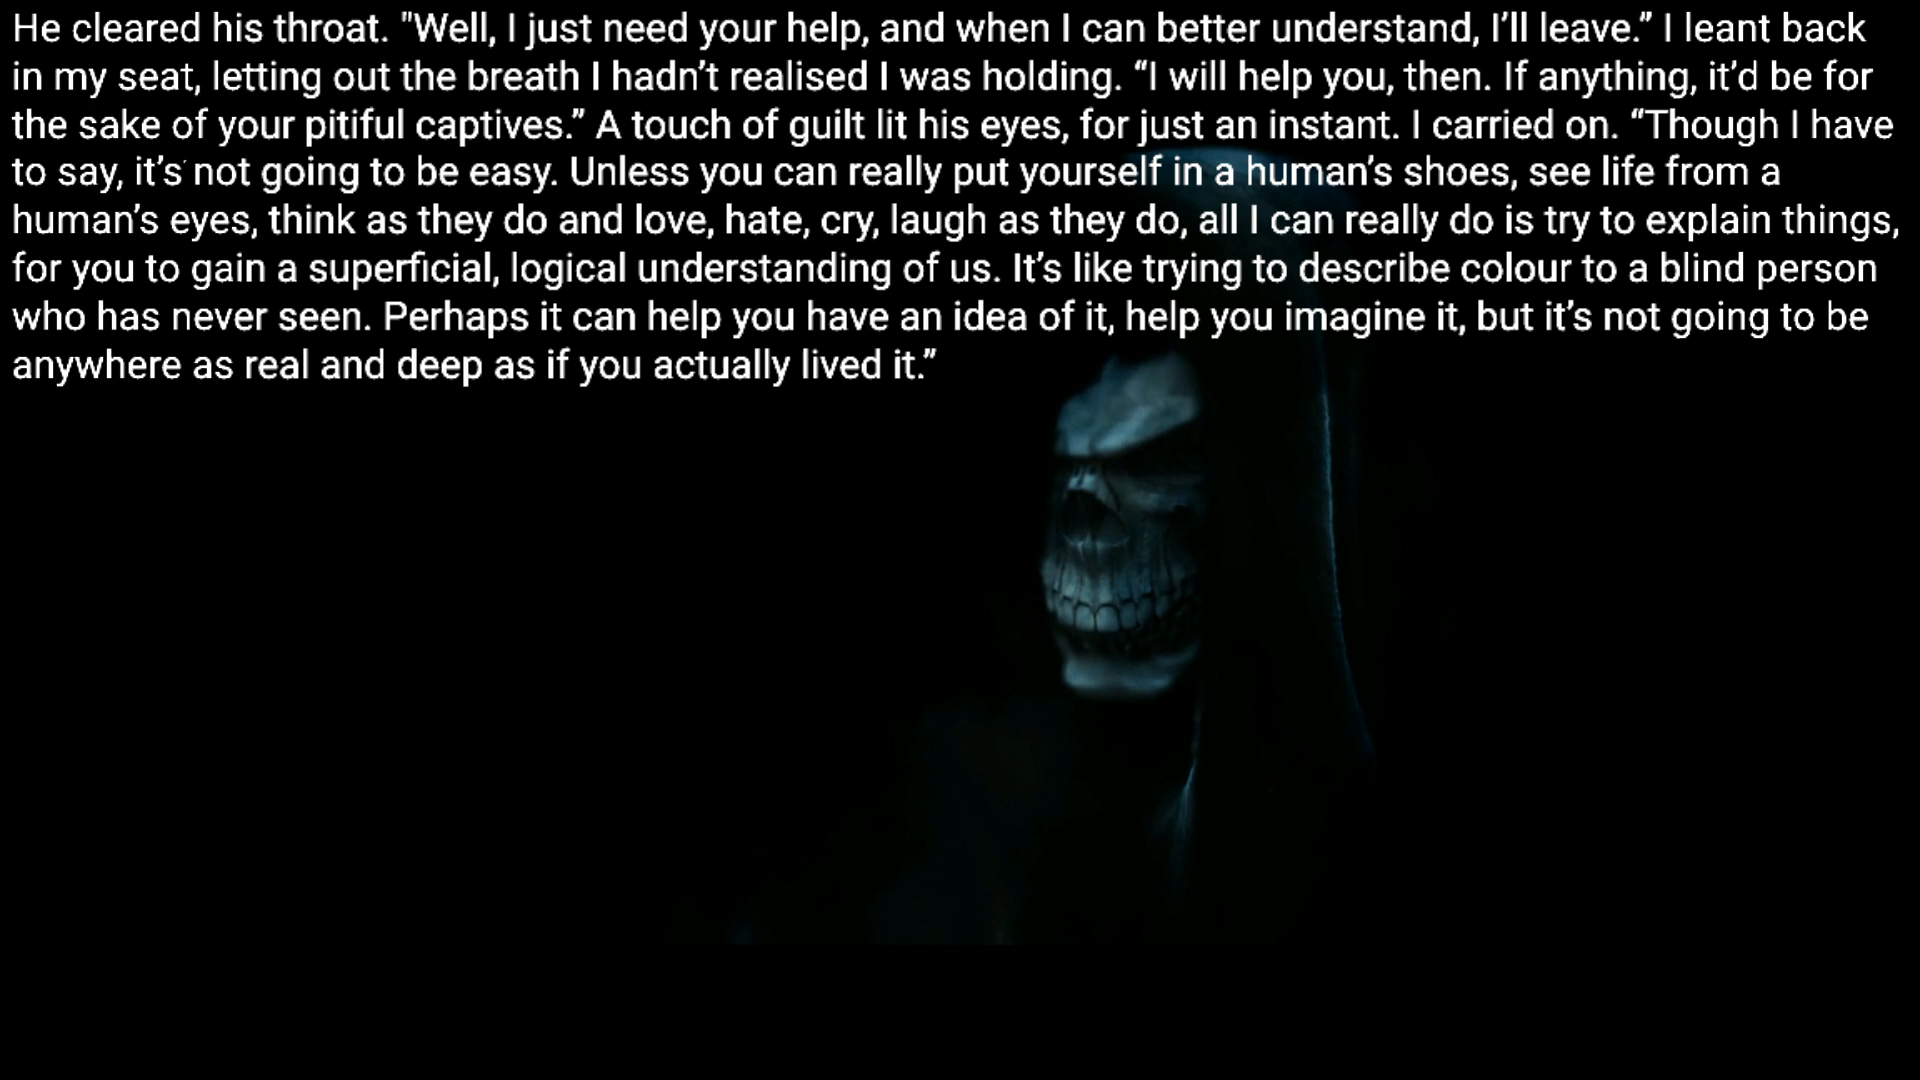 He cleared his throat. "Well, I just need your help, and when I can better understand, I’ll leave.” I leant back
in my seat, letting out the breath I hadn’t realised I was holding. “I will help you, then. If anything, it’d be for
the sake of your pitiful captives.” A touch of guilt lit his eyes, for just an instant. I carried on. “Though I have
to say, it’s not going to be easy. Unless you can really put yourself in a human’s shoes, see life from a
human’s eyes, think as they do and love, hate, cry, laugh as they do, all I can really do is try to explain things,
for you to gain a superficial, logical understanding of us. It’s like trying to describe colour to a blind person
who has never seen. Perhaps it can help you have an idea of it, help you imagine it, but it’s not going to be
anywhere as real and deep as if you actually lived it.”